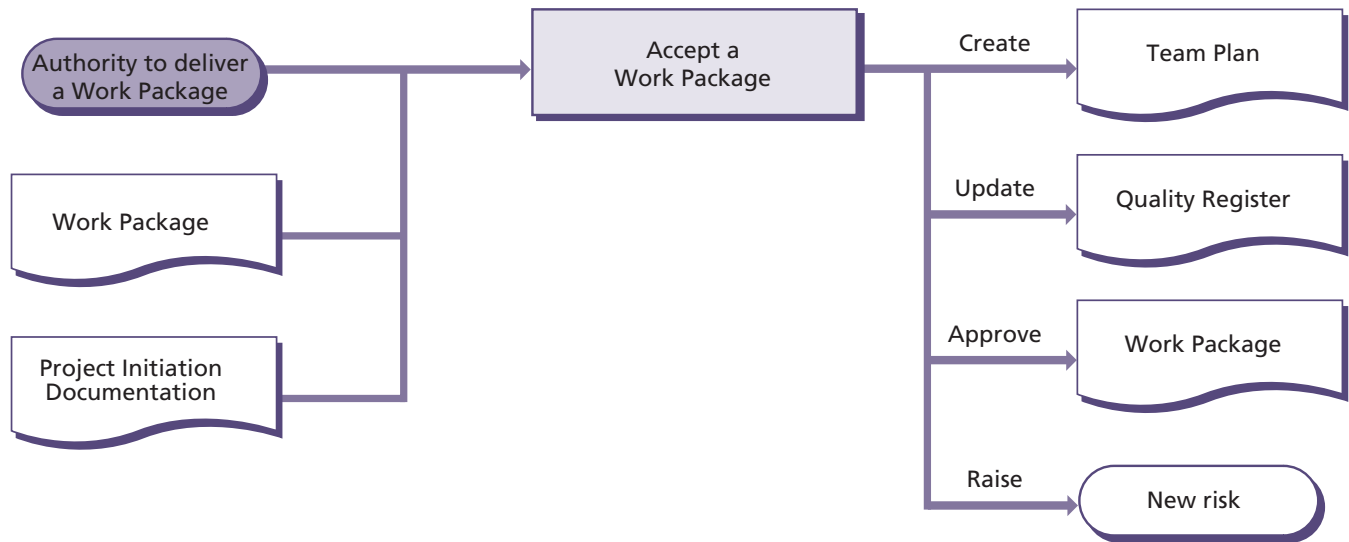 Authority to deliver
a Work Package
Work Package
Project Initiation
Documentation
Accept a
Work Package
Create
Team Plan
Update
Quality Register
Approve
Work Package
Raise
New risk